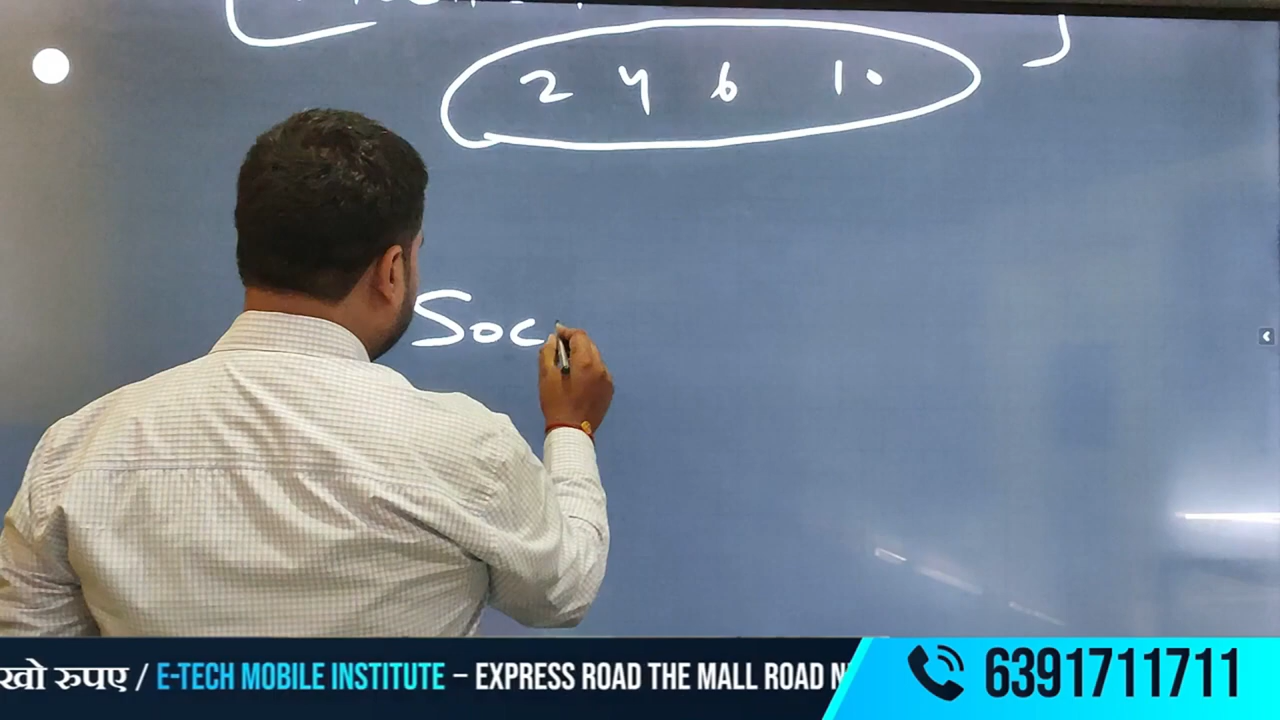 2 4 6 10
Soc
खो रुपए / E-TECH MOBILE INSTITUTE – EXPRESS ROAD THE MALL ROAD N
6391711711